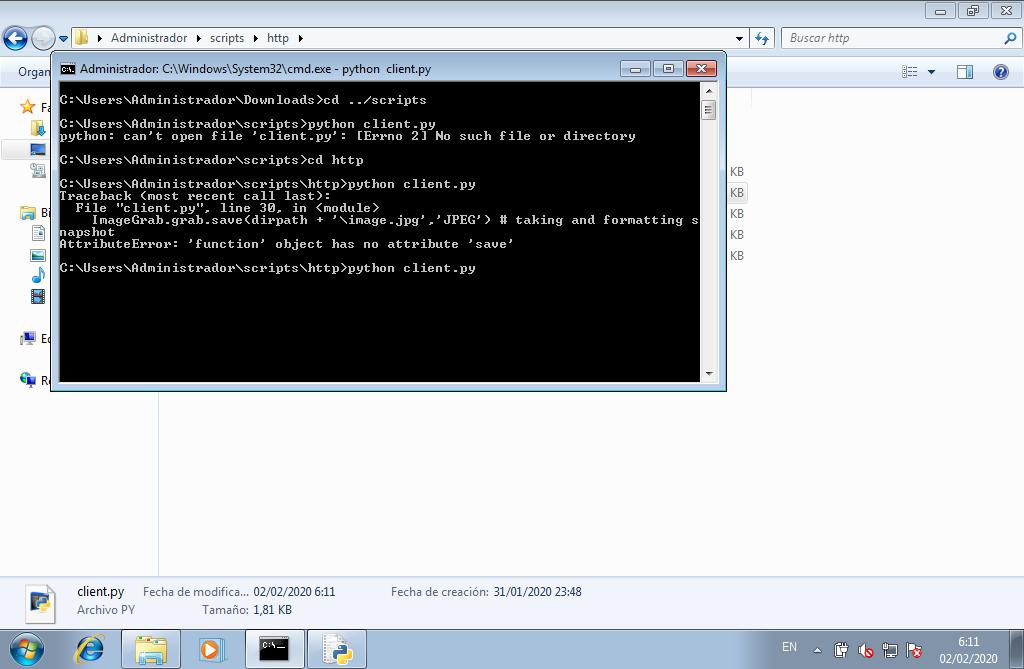 Administrador
scripts
http
Buscar http
Organ
Administrador: C:\Windows\System32\cmd.exe - python  client.py
C:\Users\Administrador\Downloads>cd ../scripts
C:\Users\Administrador\scripts>python client.py
python: can't open file 'client.py': [Errno 2] No such file or directory
C:\Users\Administrador\scripts>cd http
C:\Users\Administrador\scripts\http>python client.py
Traceback (most recent call last):
  File "client.py", line 30, in <module>
    ImageGrab.grab.save(dirpath + '\image.jpg','JPEG') # taking and formatting s
napshot
AttributeError: 'function' object has no attribute 'save'
C:\Users\Administrador\scripts\http>python client.py
Fa
Bi
Ec
Re
KB
KB
KB
KB
KB
client.py
Fecha de modifica... 02/02/2020 6:11
Fecha de creación: 31/01/2020 23:48
Archivo PY
Tamaño: 1,81 KB
EN
6:11
02/02/2020